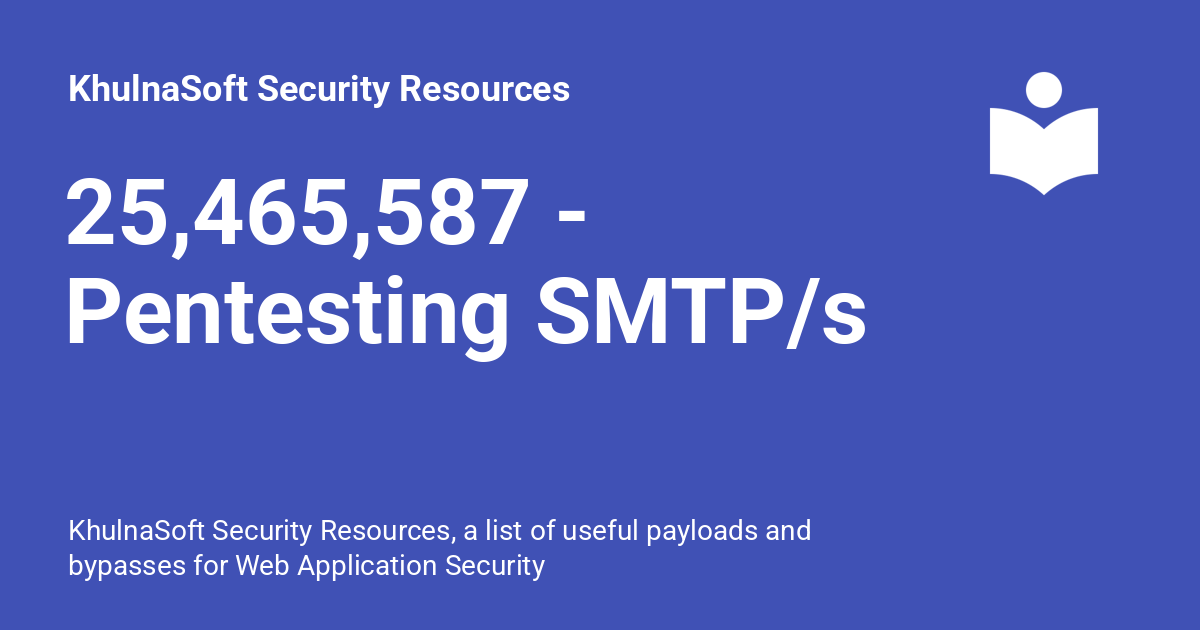 KhulnaSoft Security Resources
25,465,587 -
Pentesting SMTP/s
KhulnaSoft Security Resources, a list of useful payloads and
bypasses for Web Application Security